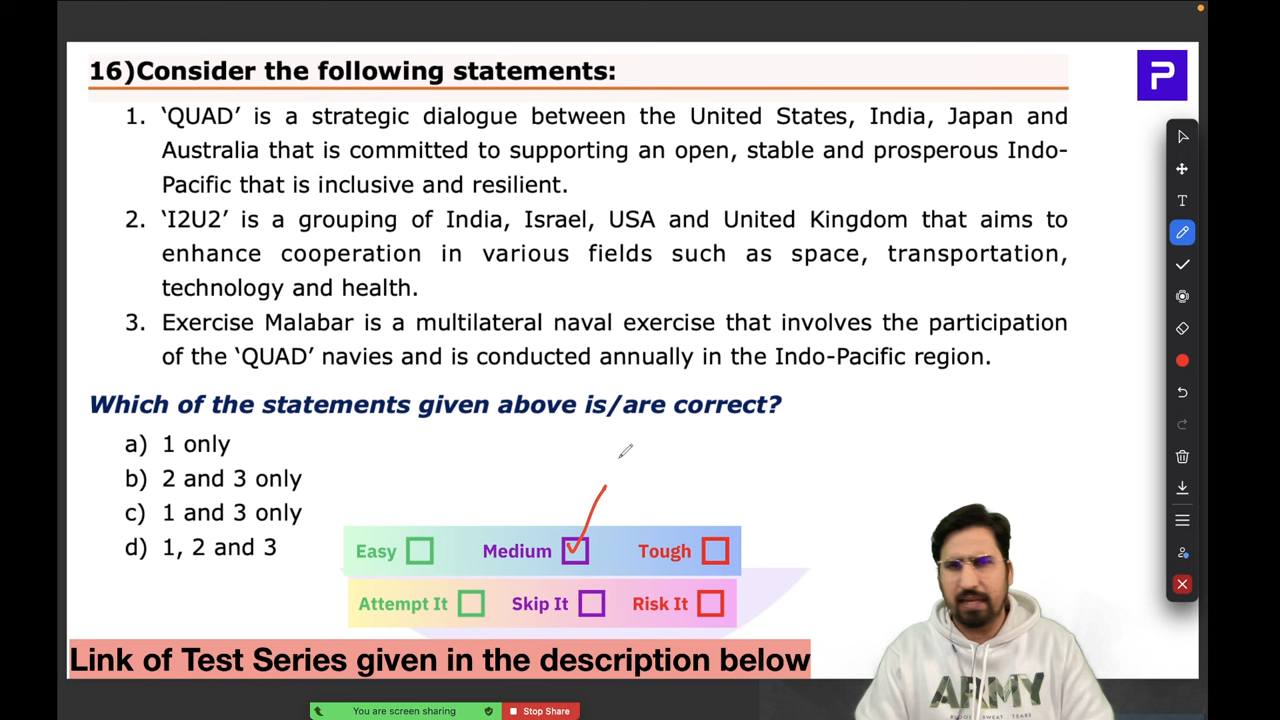 16)Consider the following statements:
1. ‘QUAD’ is a strategic dialogue between the United States, India, Japan and
Australia that is committed to supporting an open, stable and prosperous Indo-
Pacific that is inclusive and resilient.
2. ‘I2U2’ is a grouping of India, Israel, USA and United Kingdom that aims to
enhance cooperation in various fields such as space, transportation,
technology and health.
3. Exercise Malabar is a multilateral naval exercise that involves the participation
of the ‘QUAD’ navies and is conducted annually in the Indo-Pacific region.
Which of the statements given above is/are correct?
a) 1 only
b) 2 and 3 only
c) 1 and 3 only
d) 1, 2 and 3
Easy Medium Tough
Attempt It Skip It Risk It
Link of Test Series given in the description below
P
T
ARMY
You are screen sharing Stop Share